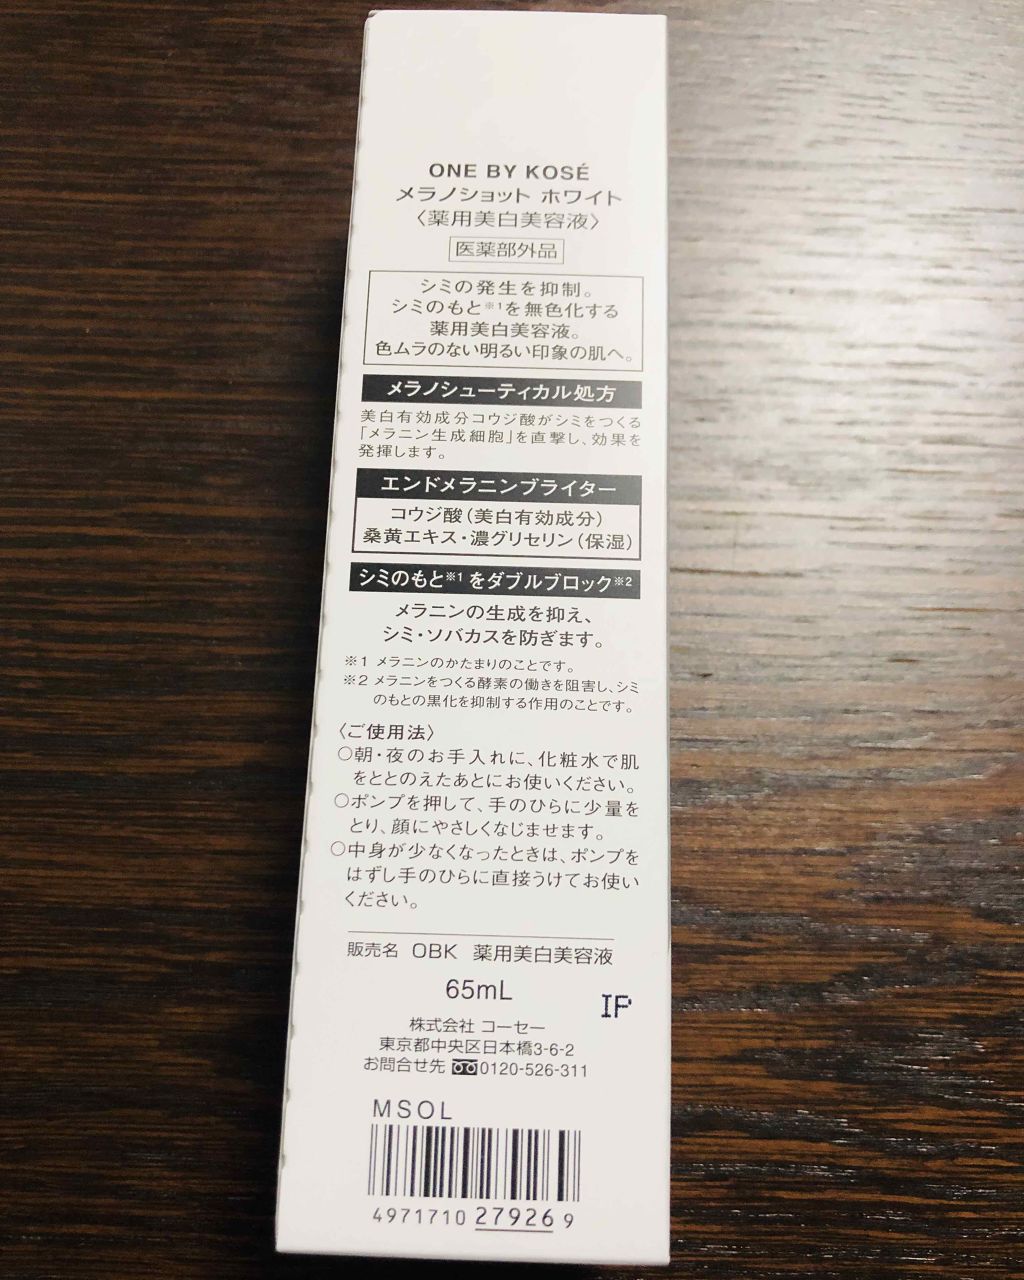 ONE BY KOSÉ
メラノショット ホワイト
〈薬用美白美容液〉
医薬部外品
シミの発生を抑制。
シミのもと※1を無色化する
薬用美白美容液。
色ムラのない明るい印象の肌へ。
メラノシューティカル処方
美白有効成分コウジ酸がシミをつくる
「メラニン生成細胞」を直撃し、効果を
発揮します。
エンドメラニンブライター
コウジ酸(美白有効成分)
桑黄エキス・濃グリセリン(保湿)
シミのもと※1をダブルブロック※2
メラニンの生成を抑え、
シミ・ソバカスを防ぎます。
※1 メラニンのかたまりのことです。
※2 メラニンをつくる酵素の働きを阻害し、シミ
のもとの黒化を抑制する作用のことです。
〈ご使用法〉
○朝・夜のお手入れに、化粧水で肌
をととのえたあとにお使いください。
○ポンプを押して、手のひらに少量を
とり、顔にやさしくなじませます。
○中身が少なくなったときは、ポンプを
はずし手のひらに直接うけてお使い
ください。
販売名 OBK 薬用美白美容液
65mL
IP
株式会社 コーセー
東京都中央区日本橋3-6-2
お問合せ先 0120-526-311
MSOL
4971710 27926 9